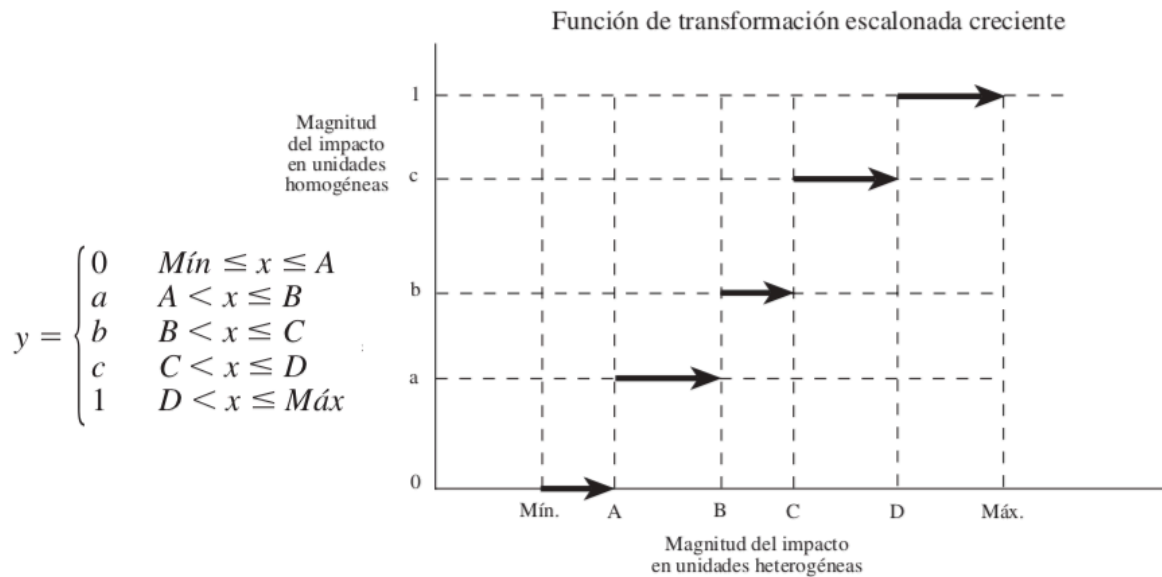 Función de transformación escalonada creciente
Magnitud
del impacto
en unidades
homogéneas
1
c
b
a
0
y =
0 Mín ≤ x ≤ A
a A < x ≤ B
b B < x ≤ C
c C < x ≤ D
1 D < x ≤ Máx
Mín. A B C D Máx.
Magnitud del impacto
en unidades heterogéneas